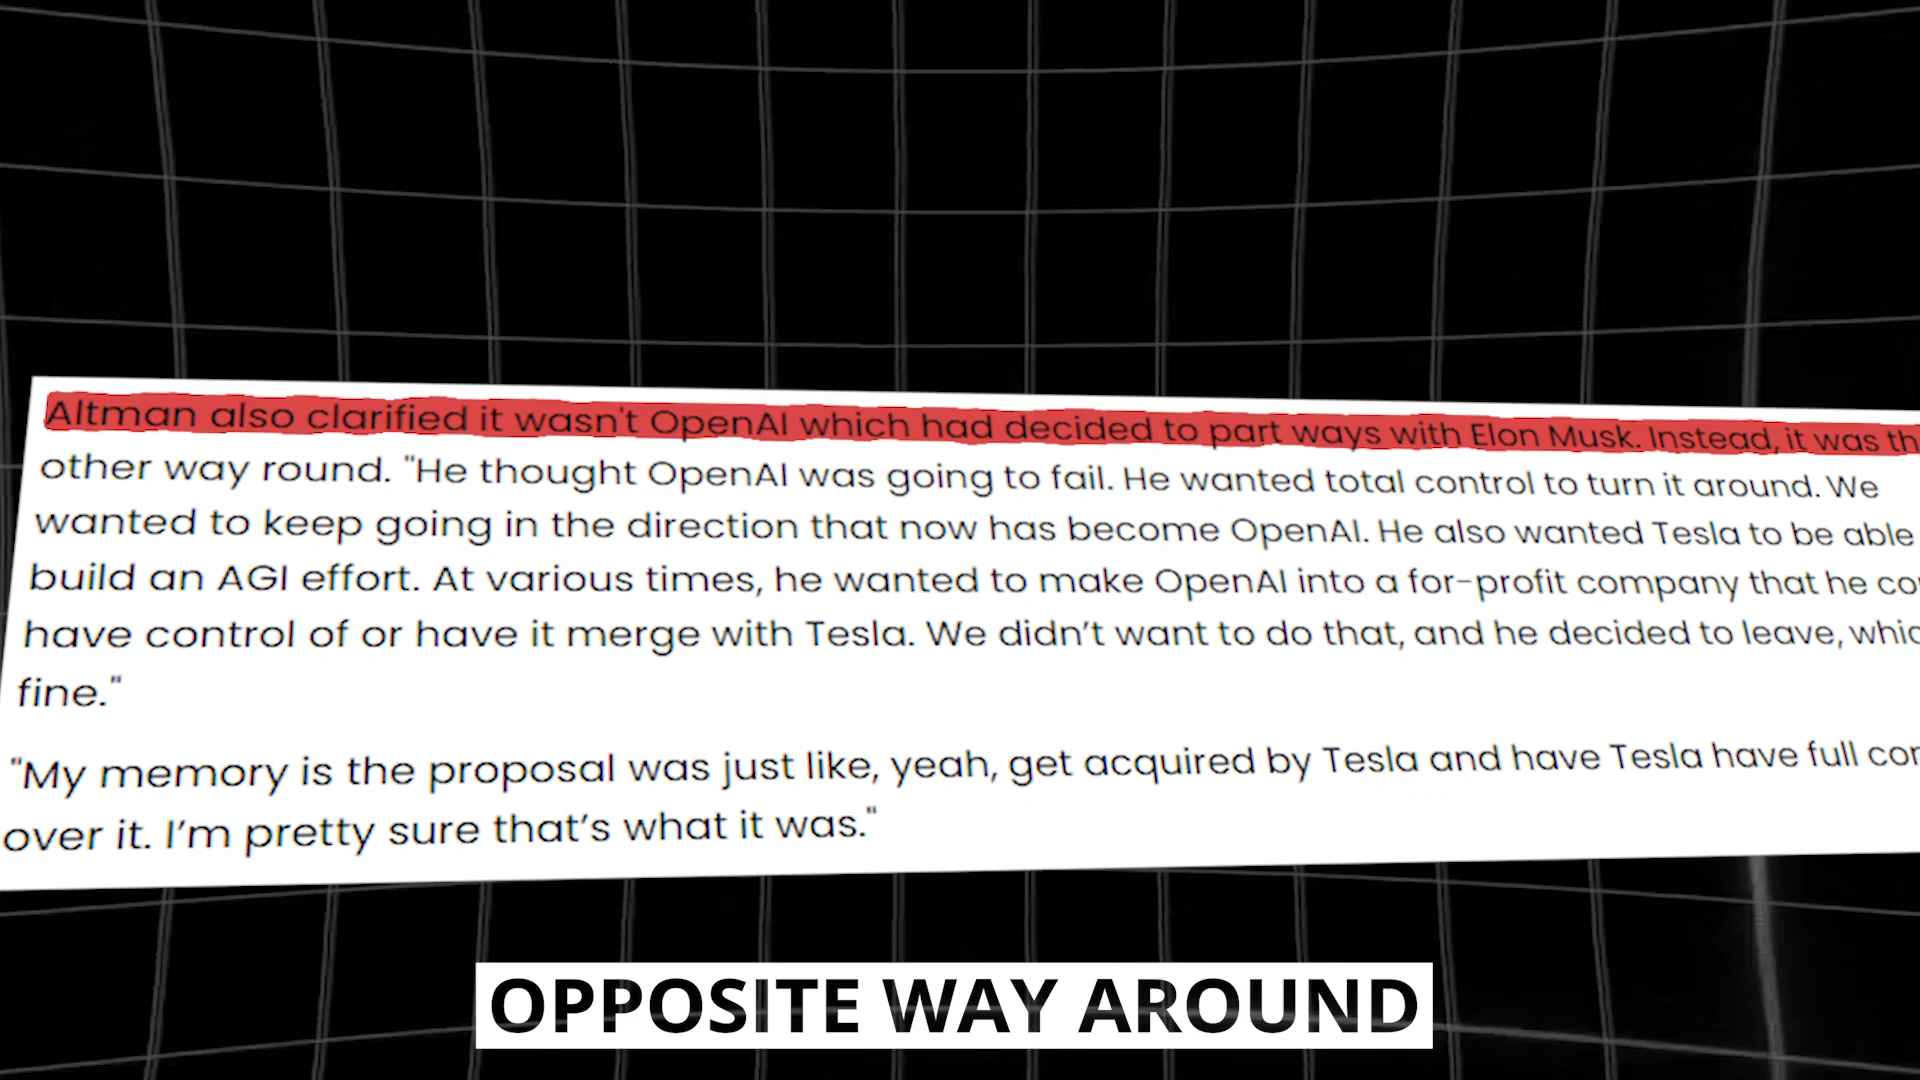 Altman also clarified it wasn't OpenAI which had decided to part ways with Elon Musk. Instead, it was th
other way round. "He thought OpenAI was going to fail. He wanted total control to turn it around. We
wanted to keep going in the direction that now has become OpenAI. He also wanted Tesla to be able
build an AGI effort. At various times, he wanted to make OpenAI into a for-profit company that he co
have control of or have it merge with Tesla. We didn’t want to do that, and he decided to leave, whic
fine."
"My memory is the proposal was just like, yeah, get acquired by Tesla and have Tesla have full con
over it. I’m pretty sure that’s what it was."
OPPOSITE WAY AROUND